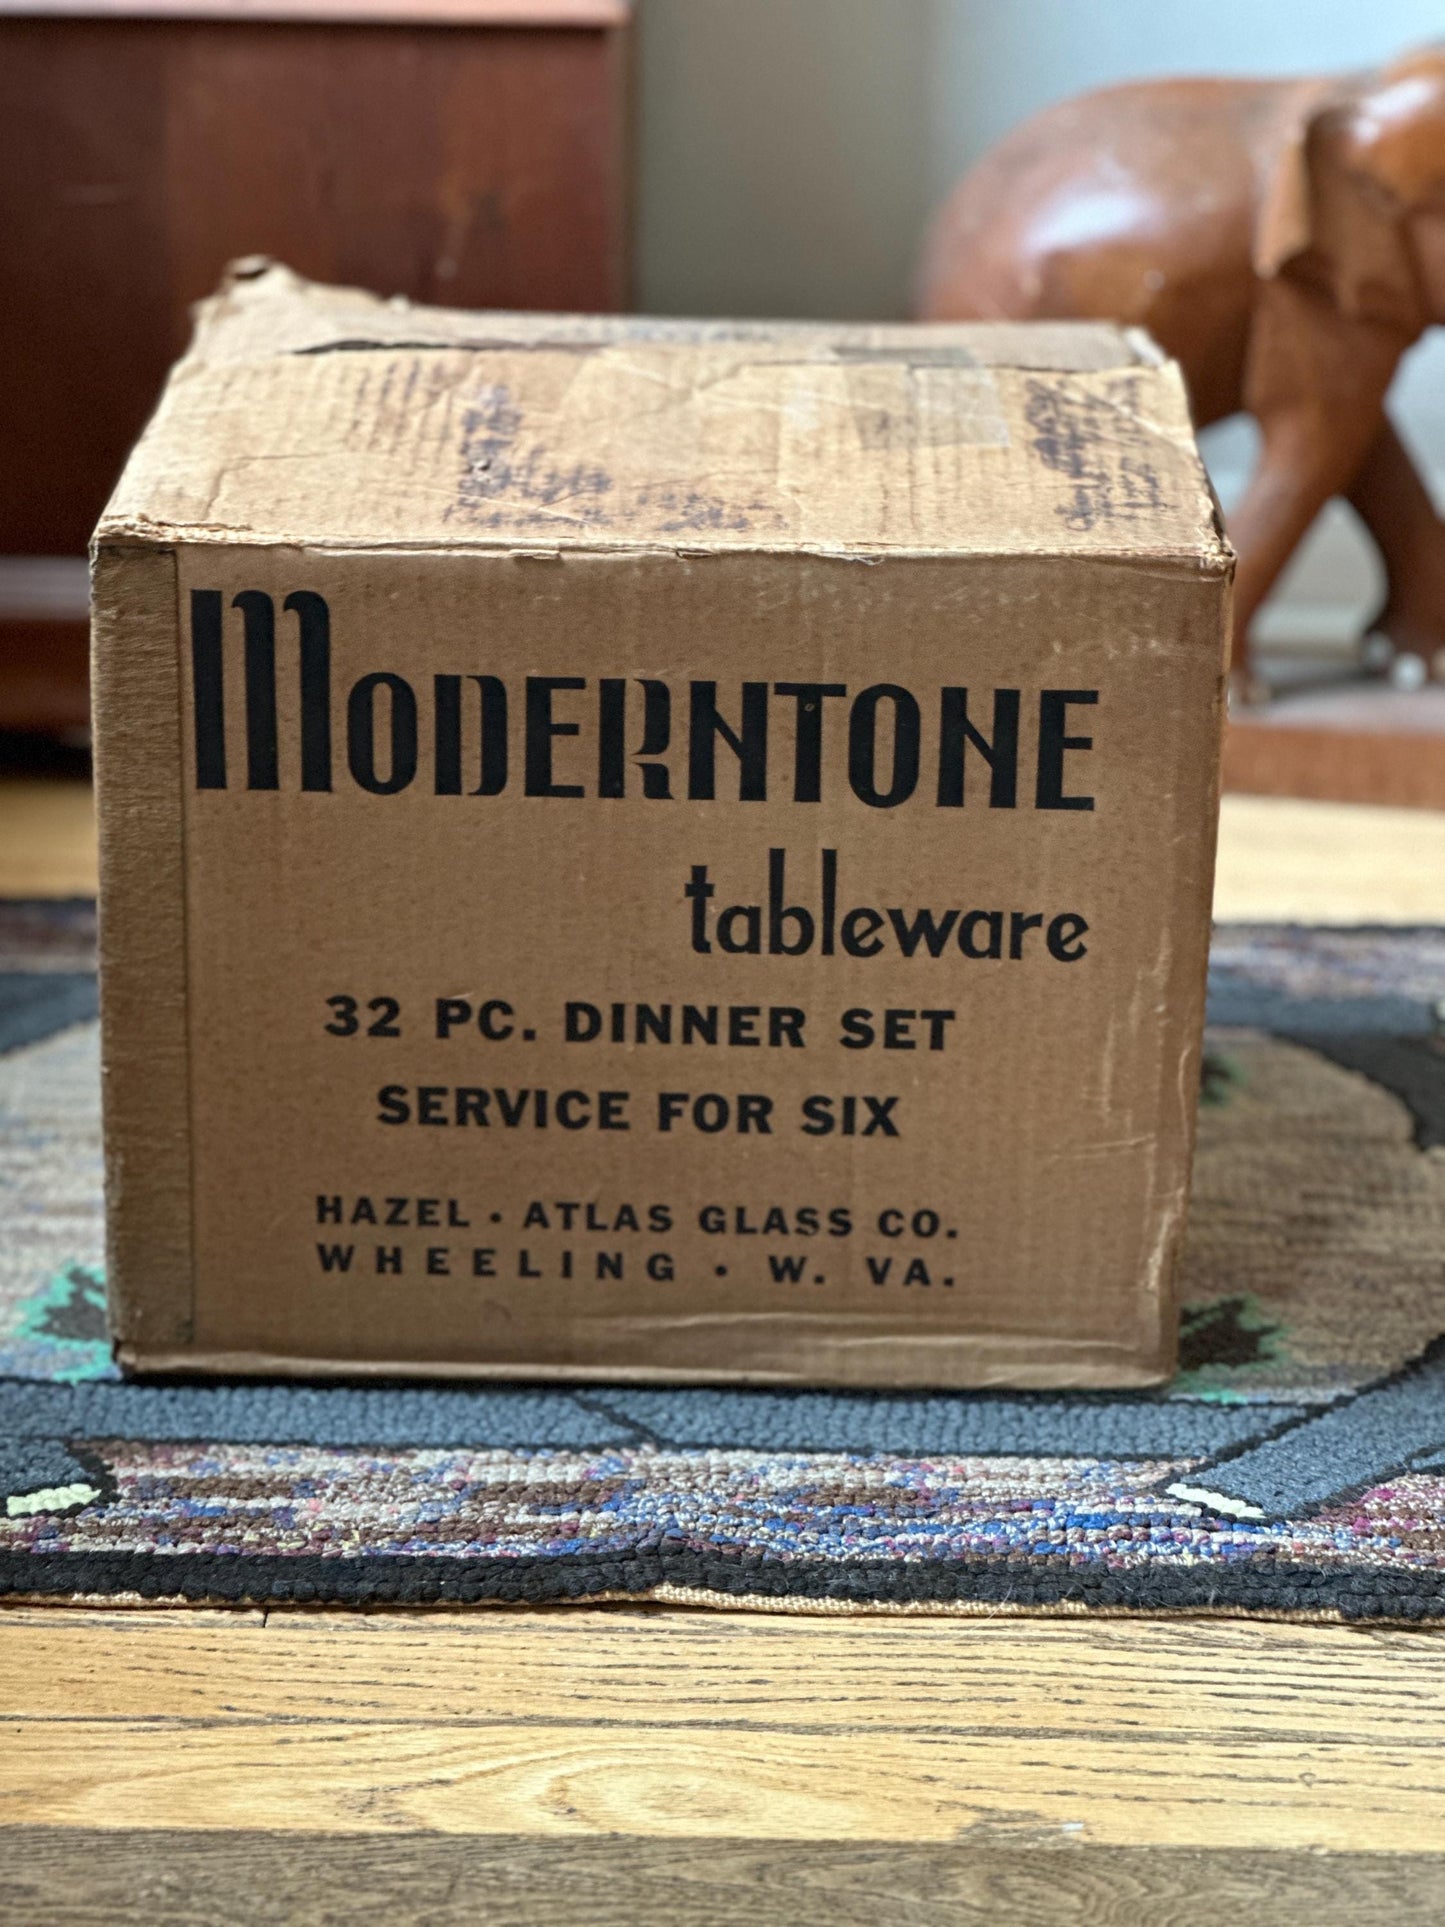 MODERNTONE
tableware
32 PC. DINNER SET
SERVICE FOR SIX
HAZEL · ATLAS GLASS CO.
WHEELING · W. VA.